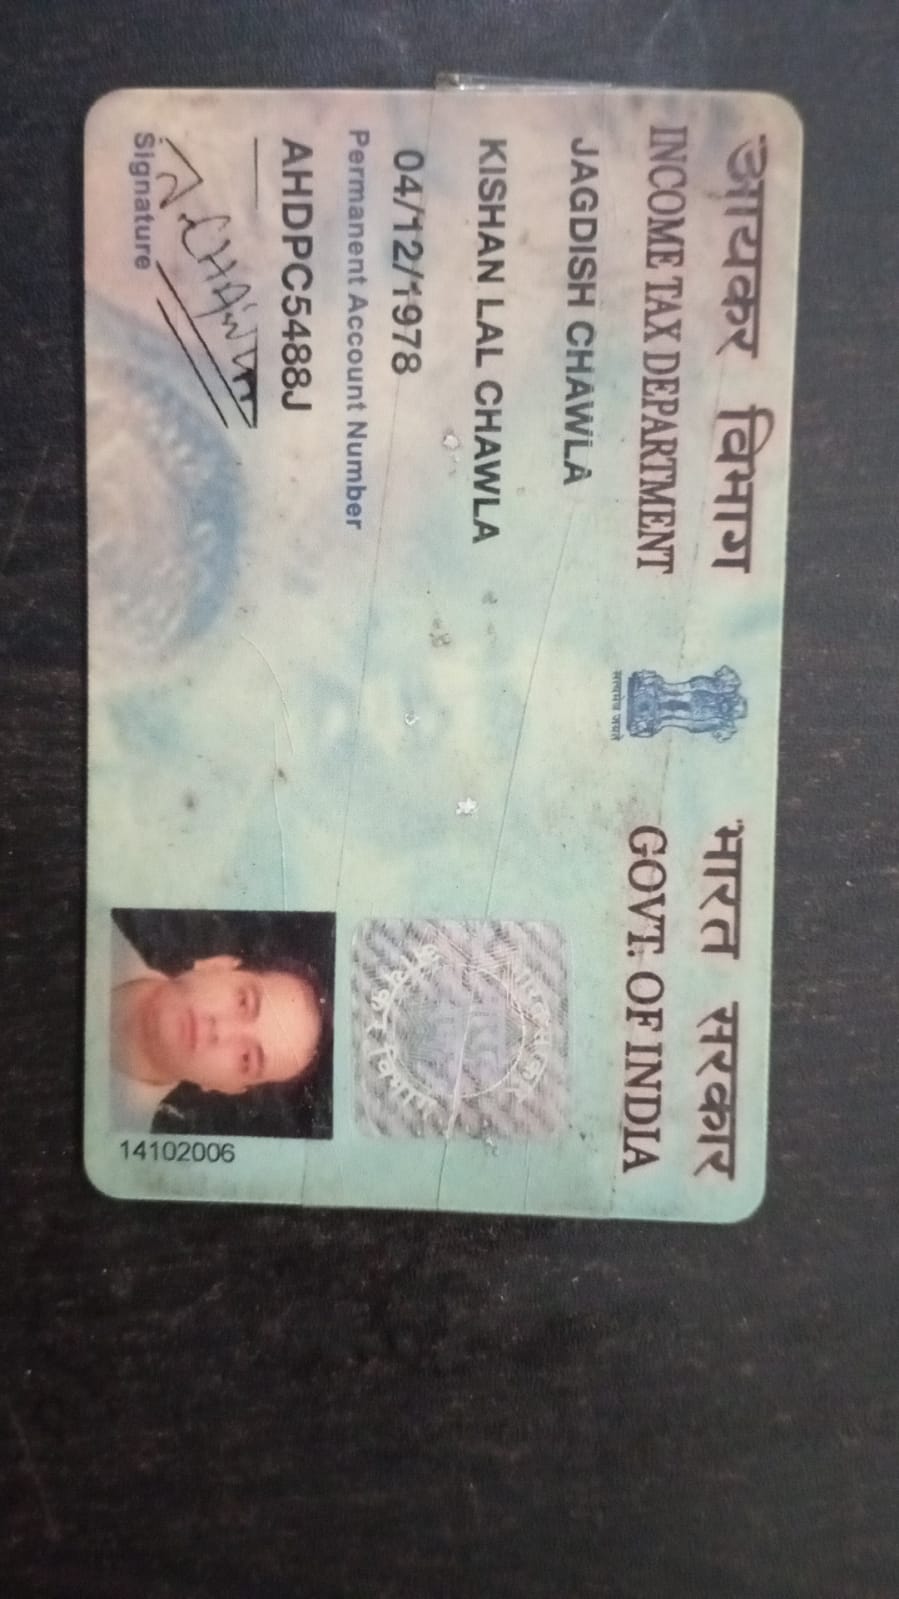 आयकर विभाग
INCOME TAX DEPARTMENT
भारत सरकार
GOVT. OF INDIA
सत्यमेव जयते
JAGDISH CHAWLA
KISHAN LAL CHAWLA
04/12/1978
Permanent Account Number
AHDPC5488J
J.CHAWLA
Signature
भारत सरकार
भारत
आयकर विभाग
14102006